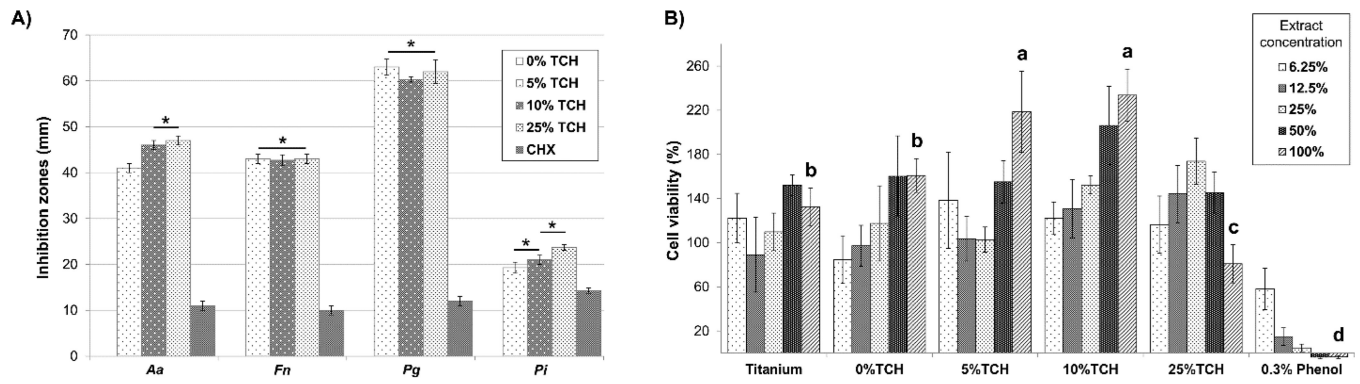 A)
Inhibition zones (mm)
70
60
50
40
30
20
10
0
*
*
*
*
*
0% TCH
5% TCH
10% TCH
25% TCH
CHX
Aa
Fn
Pg
Pi
B)
Cell viability (%)
260
220
180
140
100
60
20
b
b
a
a
c
d
Extract
concentration
6.25%
12.5%
25%
50%
100%
Titanium
0%TCH
5%TCH
10%TCH
25%TCH
0.3% Phenol